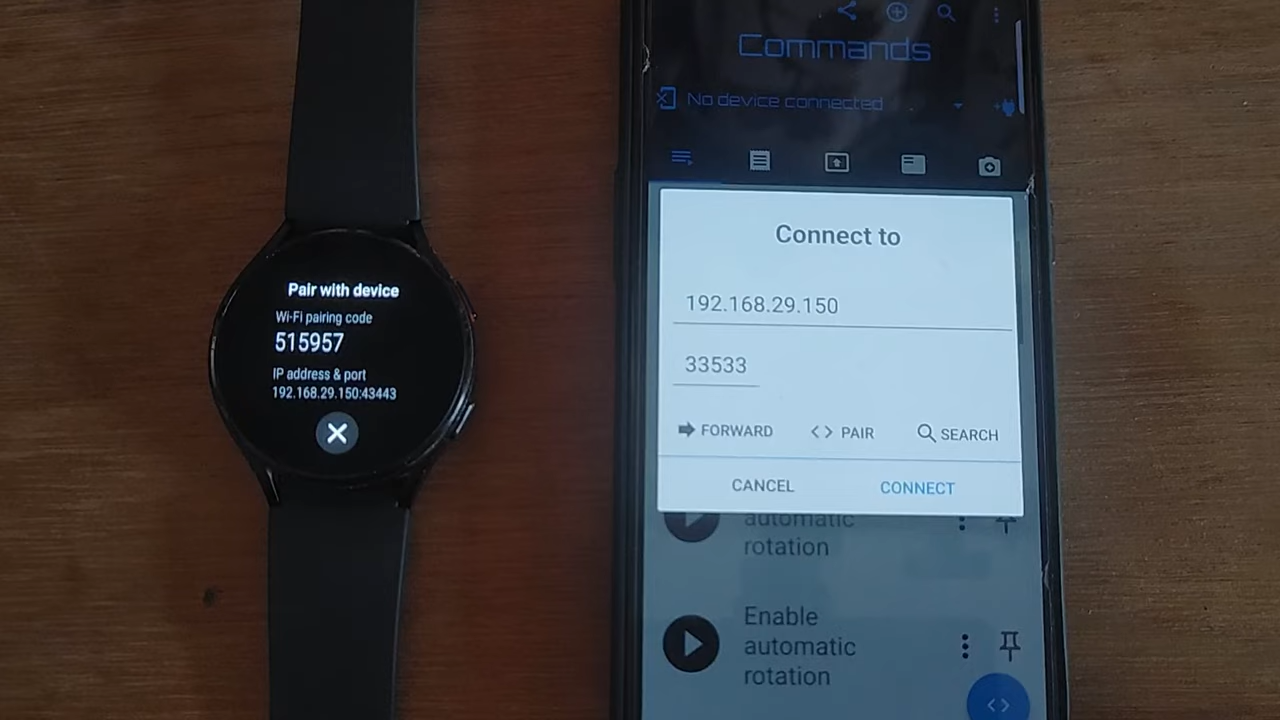 Pair with device
Wi-Fi pairing code
515957
IP address & port
192.168.29.150:43443
Commands
No device connected
Connect to
192.168.29.150
33533
FORWARD
PAIR
SEARCH
CANCEL
CONNECT
automatic
rotation
Enable
automatic
rotation